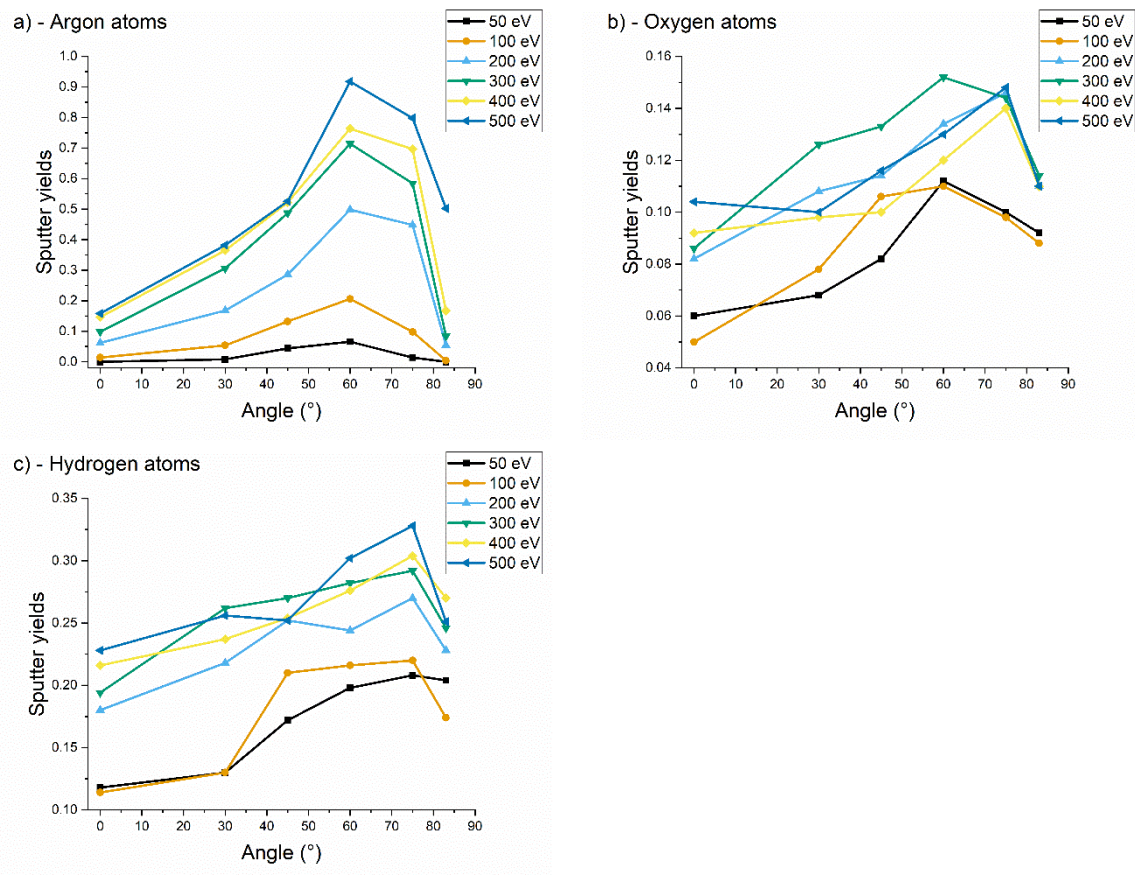 a) - Argon atoms
50 eV
100 eV
200 eV
300 eV
400 eV
500 eV
1.0
0.9
0.8
0.7
0.6
0.5
0.4
0.3
0.2
0.1
0.0
Sputter yields
0 10 20 30 40 50 60 70 80 90
Angle (°)
b) - Oxygen atoms
50 eV
100 eV
200 eV
300 eV
400 eV
500 eV
0.14
0.12
0.10
0.08
0.06
0.04
Sputter yields
0 10 20 30 40 50 60 70 80 90
Angle (°)
c) - Hydrogen atoms
50 eV
100 eV
200 eV
300 eV
400 eV
500 eV
0.35
0.30
0.25
0.20
0.15
0.10
Sputter yields
0 10 20 30 40 50 60 70 80 90
Angle (°)